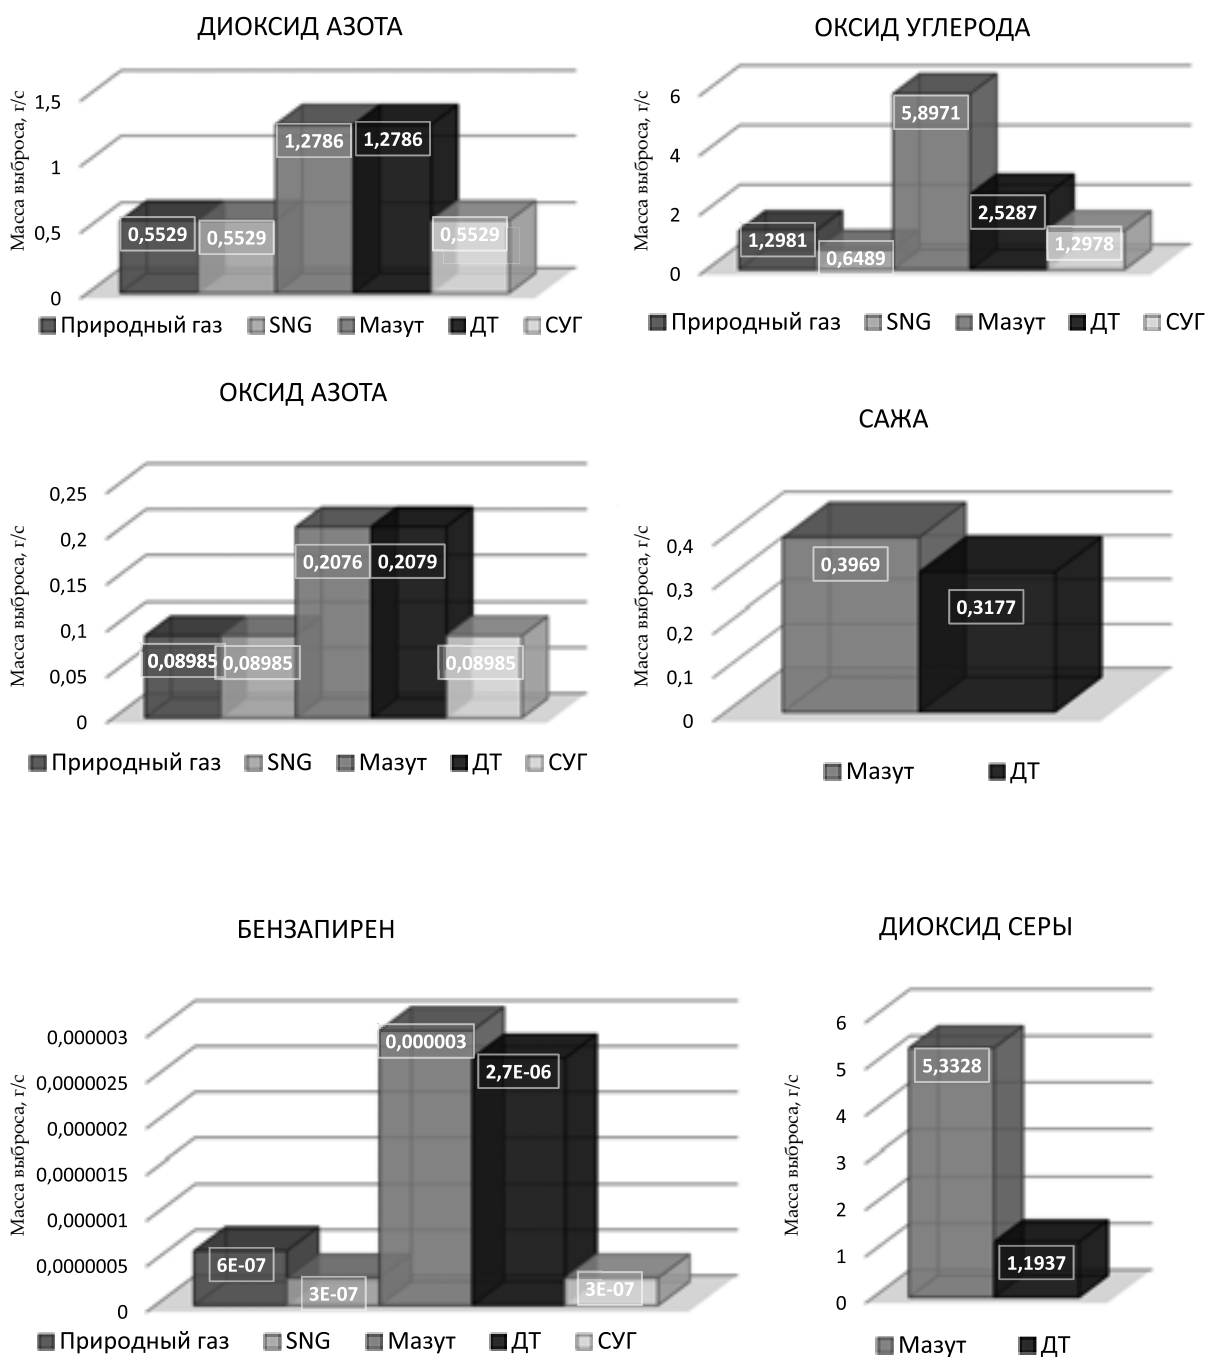 ДИОКСИД АЗОТА
Масса выброса, г/с
1,5
1
0,5
0
0,5529
0,5529
1,2786
1,2786
0,5529
Природный газ SNG Мазут ДТ СУГ
ОКСИД УГЛЕРОДА
Масса выброса, г/с
6
4
2
0
1,2981
0,6489
5,8971
2,5287
1,2978
Природный газ SNG Мазут ДТ СУГ
ОКСИД АЗОТА
Масса выброса, г/с
0,25
0,2
0,15
0,1
0,05
0
0,08985
0,08985
0,2076
0,2079
0,08985
Природный газ SNG Мазут ДТ СУГ
САЖА
Масса выброса, г/с
0,4
0,3
0,2
0,1
0
0,3969
0,3177
Мазут ДТ
БЕНЗАПИРЕН
Масса выброса, г/с
0,000003
0,0000025
0,000002
0,0000015
0,000001
0,0000005
0
6E-07
3E-07
0,000003
2,7E-06
3E-07
Природный газ SNG Мазут ДТ СУГ
ДИОКСИД СЕРЫ
Масса выброса, г/с
6
5
4
3
2
1
0
5,3328
1,1937
Мазут ДТ